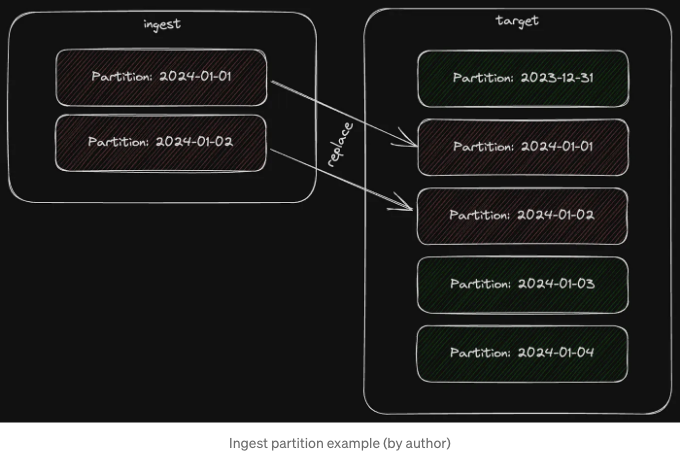 ingest
Partition: 2024-01-01
Partition: 2024-01-02
replace
target
Partition: 2023-12-31
Partition: 2024-01-01
Partition: 2024-01-02
Partition: 2024-01-03
Partition: 2024-01-04
Ingest partition example (by author)